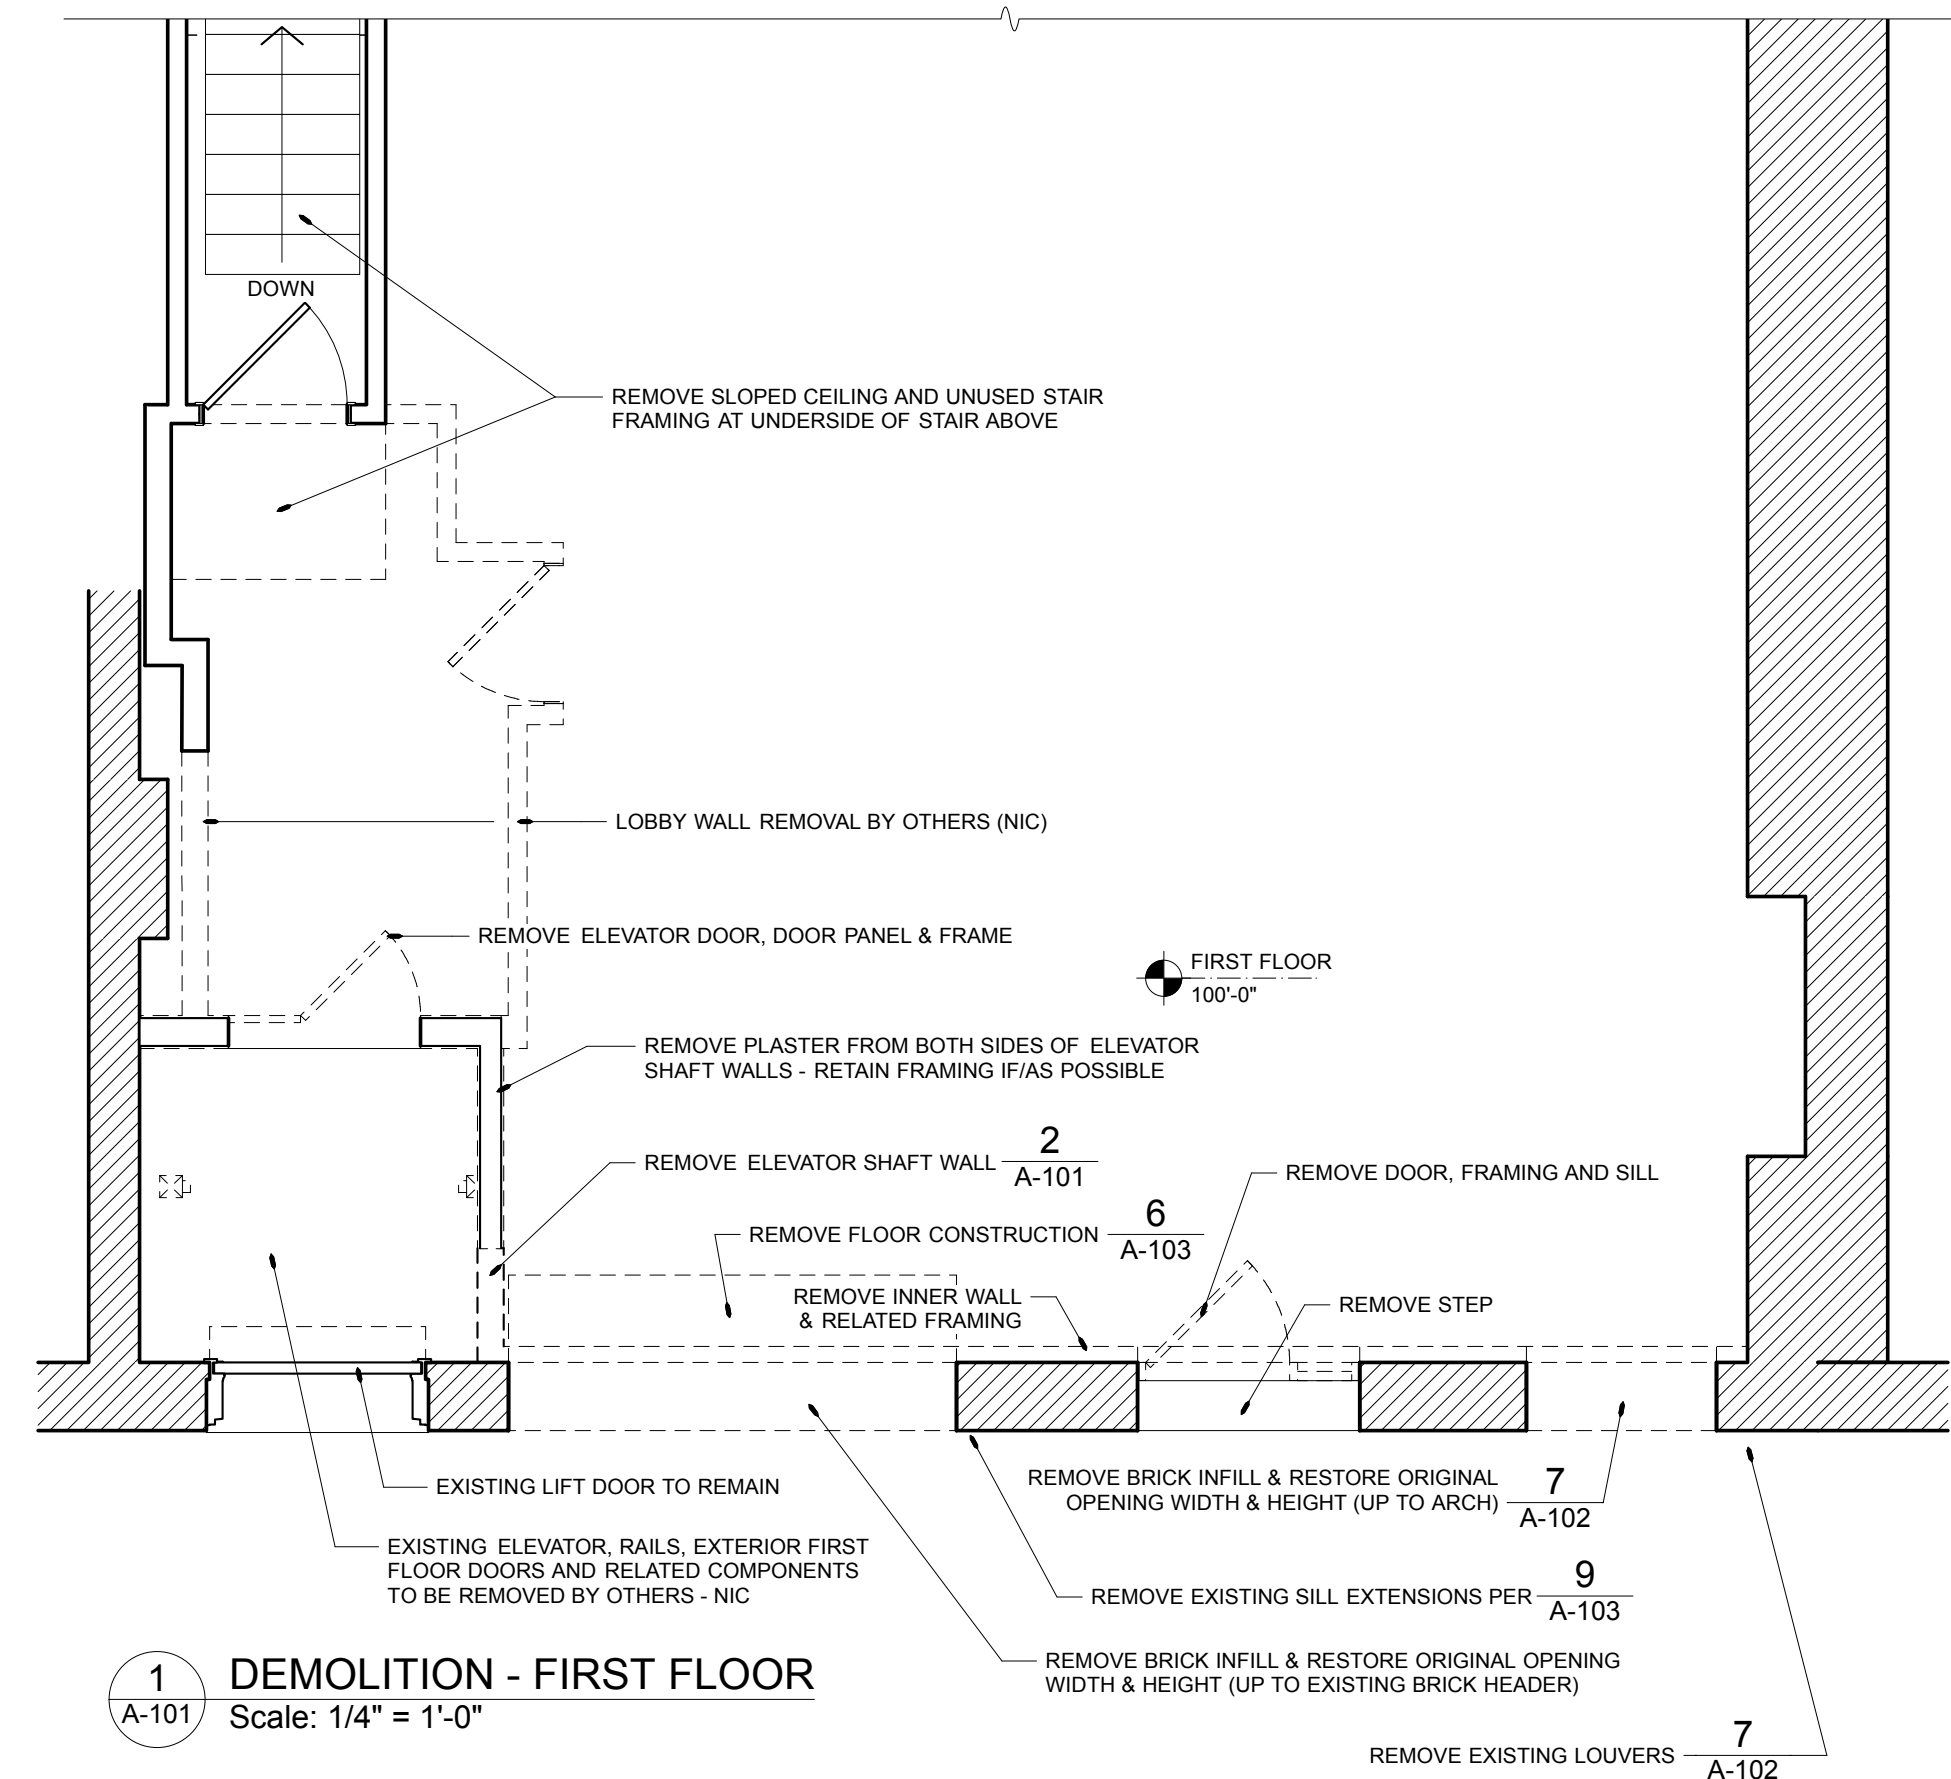 DOWN
REMOVE SLOPED CEILING AND UNUSED STAIR
FRAMING AT UNDERSIDE OF STAIR ABOVE
LOBBY WALL REMOVAL BY OTHERS (NIC)
REMOVE ELEVATOR DOOR, DOOR PANEL & FRAME
FIRST FLOOR
100'-0"
REMOVE PLASTER FROM BOTH SIDES OF ELEVATOR
SHAFT WALLS - RETAIN FRAMING IF/AS POSSIBLE
REMOVE ELEVATOR SHAFT WALL
2
A-101
REMOVE DOOR, FRAMING AND SILL
REMOVE FLOOR CONSTRUCTION
6
A-103
REMOVE INNER WALL
& RELATED FRAMING
REMOVE STEP
EXISTING LIFT DOOR TO REMAIN
REMOVE BRICK INFILL & RESTORE ORIGINAL
OPENING WIDTH & HEIGHT (UP TO ARCH)
7
A-102
EXISTING ELEVATOR, RAILS, EXTERIOR FIRST
FLOOR DOORS AND RELATED COMPONENTS
TO BE REMOVED BY OTHERS - NIC
REMOVE EXISTING SILL EXTENSIONS PER
9
A-103
REMOVE BRICK INFILL & RESTORE ORIGINAL OPENING
WIDTH & HEIGHT (UP TO EXISTING BRICK HEADER)
1
A-101
DEMOLITION - FIRST FLOOR
Scale: 1/4" = 1'-0"
REMOVE EXISTING LOUVERS
7
A-102